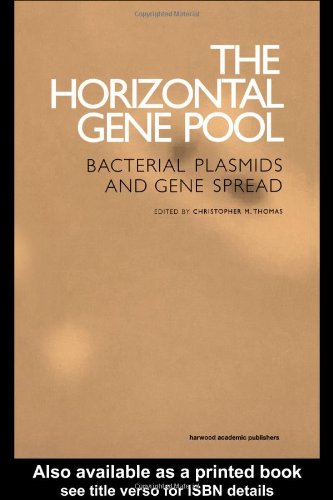 THE
HORIZONTAL
GENE POOL
BACTERIAL PLASMIDS
AND GENE SPREAD
EDITED BY CHRISTOPHER M. THOMAS
harwood academic publishers
Also available as a printed book
see title verso for ISBN details